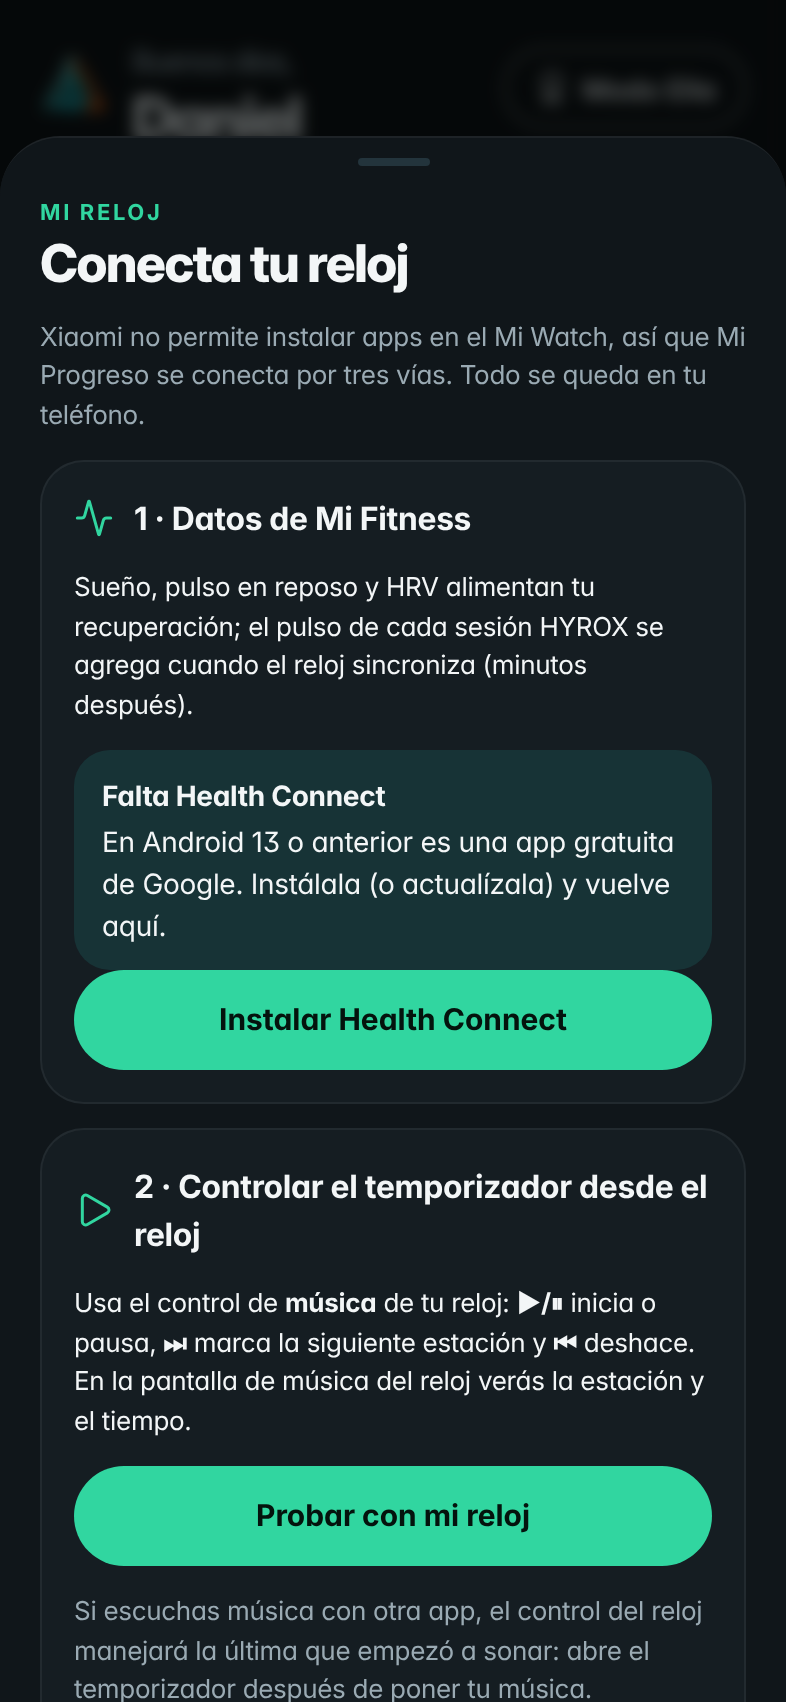 Daniel
MI RELOJ
Conecta tu reloj
Xiaomi no permite instalar apps en el Mi Watch, así que Mi
Progreso se conecta por tres vías. Todo se queda en tu
teléfono.
1 · Datos de Mi Fitness
Sueño, pulso en reposo y HRV alimentan tu
recuperación; el pulso de cada sesión HYROX se
agrega cuando el reloj sincroniza (minutos
después).
Falta Health Connect
En Android 13 o anterior es una app gratuita
de Google. Instálala (o actualízala) y vuelve
aquí.
Instalar Health Connect
2 · Controlar el temporizador desde el
reloj
Usa el control de música de tu reloj: ▶/⏸ inicia o
pausa, ⏭ marca la siguiente estación y ⏮ deshace.
En la pantalla de música del reloj verás la estación y
el tiempo.
Probar con mi reloj
Si escuchas música con otra app, el control del reloj
manejará la última que empezó a sonar: abre el
temporizador después de poner tu música.